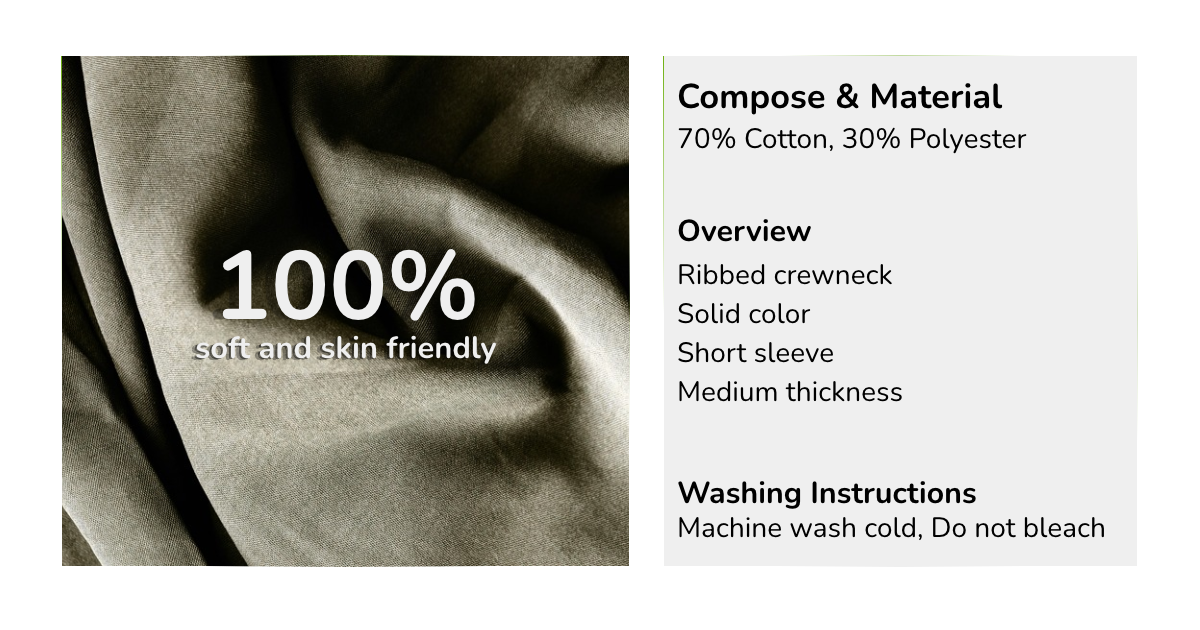 100%
soft and skin friendly
Compose & Material
70% Cotton, 30% Polyester
Overview
Ribbed crewneck
Solid color
Short sleeve
Medium thickness
Washing Instructions
Machine wash cold, Do not bleach